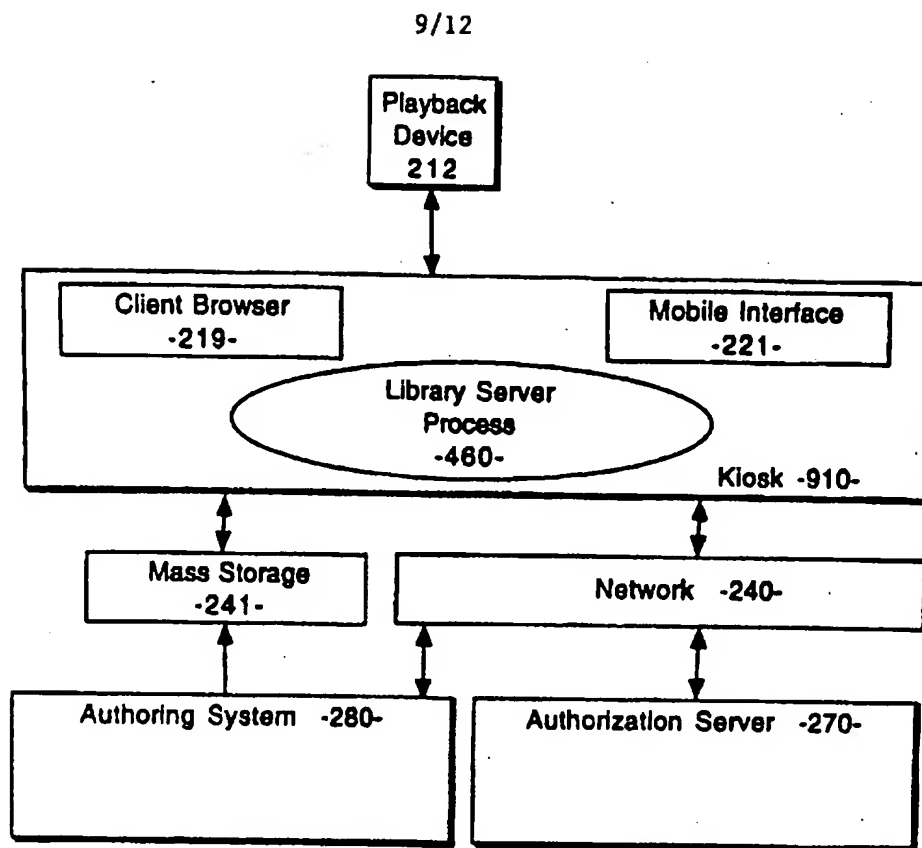 9/12
Playback
Device
212
Client Browser
-219-
Mobile Interface
-221-
Library Server
Process
-460-
Kiosk -910-
Mass Storage
-241-
Network -240-
Authoring System -280-
Authorization Server -270-